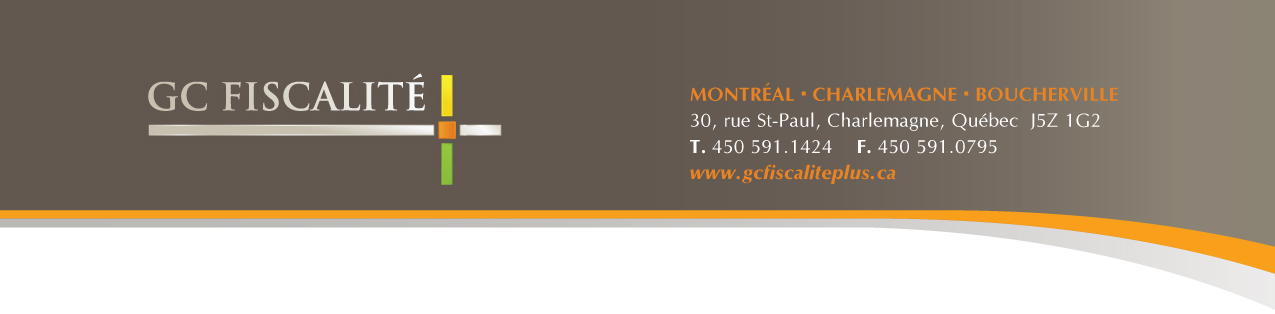 GC FISCALITÉ
MONTRÉAL · CHARLEMAGNE · BOUCHERVILLE
30, rue St-Paul, Charlemagne, Québec J5Z 1G2
T. 450 591.1424 F. 450 591.0795
www.gcfiscaliteplus.ca